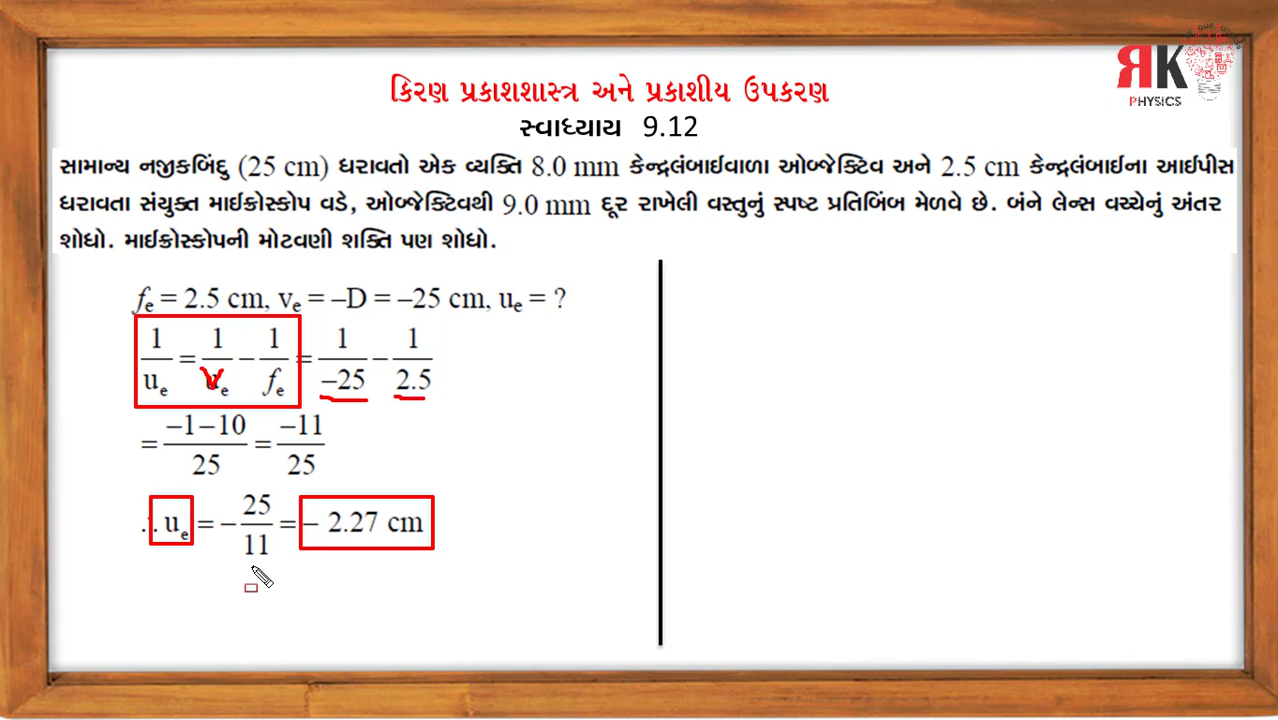 RK
PHYSICS
કિરણ પ્રકાશશાસ્ત્ર અને પ્રકાશીય ઉપકરણ
સ્વાધ્યાય 9.12
સામાન્ય નજીકબિંદુ (25 cm) ધરાવતો એક વ્યક્તિ 8.0 mm કેન્દ્રલંબાઈવાળા ઓબ્જેક્ટિવ અને 2.5 cm કેન્દ્રલંબાઈના આઈપીસ
ધરાવતા સંયુક્ત માઈક્રોસ્કોપ વડે, ઓબ્જેક્ટિવથી 9.0 mm દૂર રાખેલી વસ્તુનું સ્પષ્ટ પ્રતિબિંબ મેળવે છે. બંને લેન્સ વચ્ચેનું અંતર
શોધો. માઈક્રોસ્કોપની મોટવણી શક્તિ પણ શોધો.
fe = 2.5 cm, ve = –D = –25 cm, ue = ?
1/ue = 1/ve – 1/fe = 1/–25 – 1/2.5
= –1–10/25 = –11/25
∴ ue = – 25/11 = – 2.27 cm